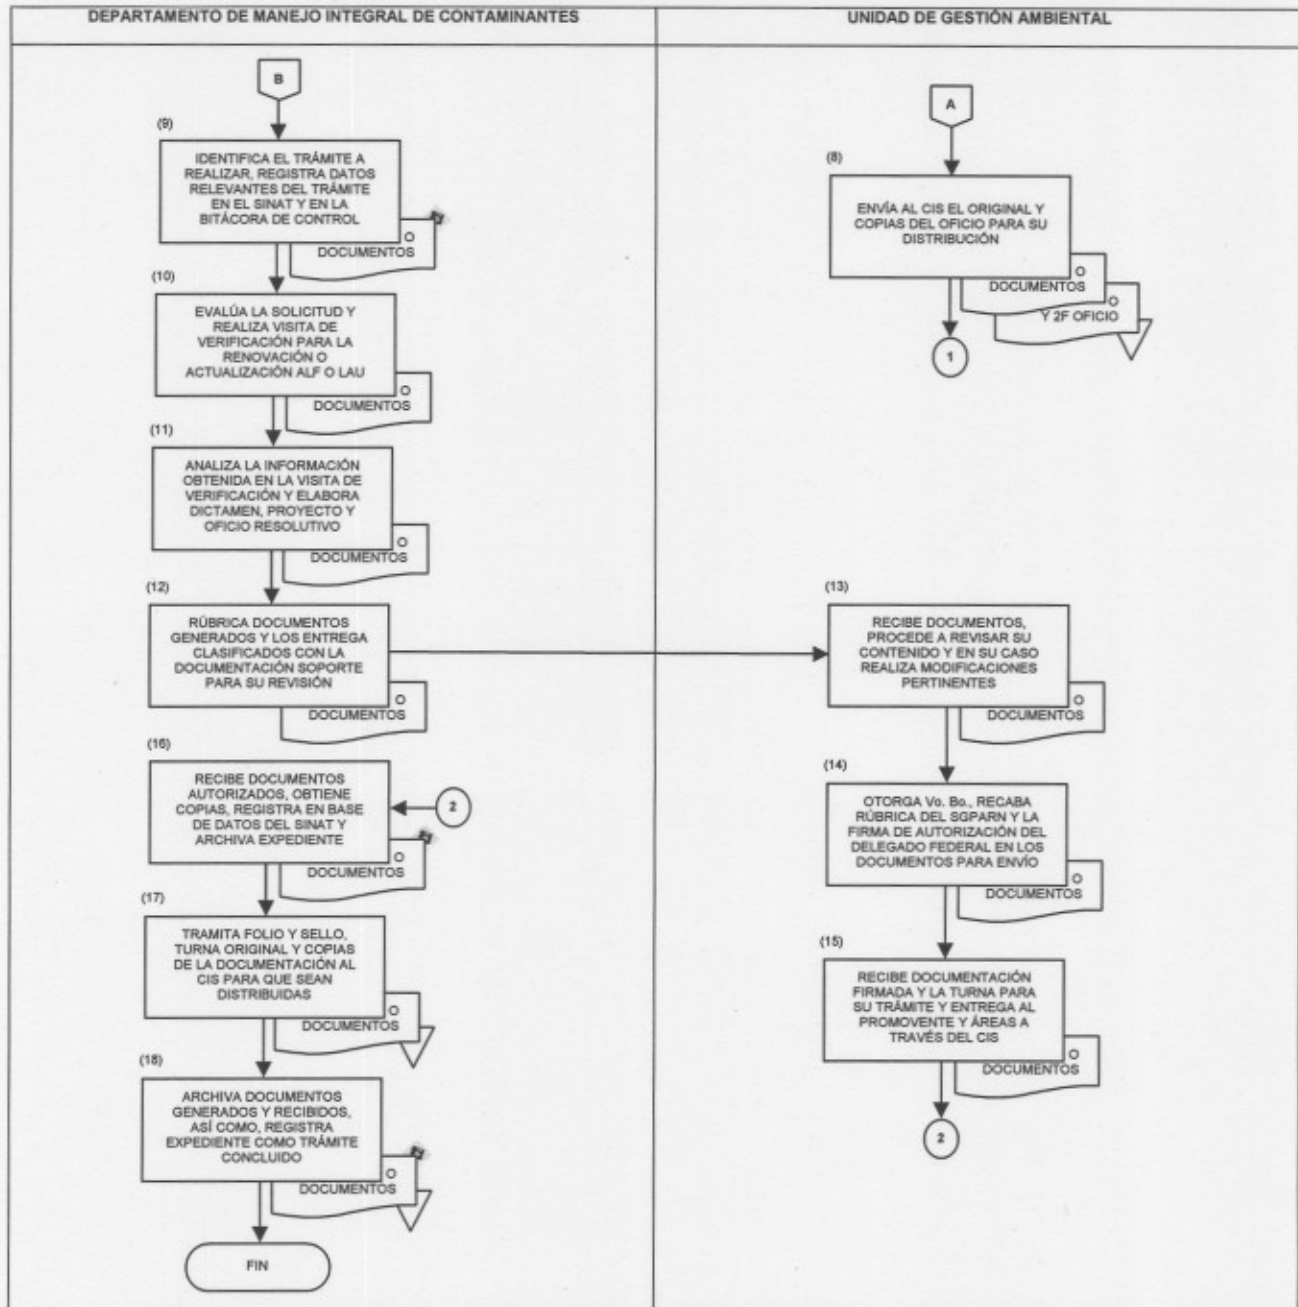 DEPARTAMENTO DE MANEJO INTEGRAL DE CONTAMINANTES
UNIDAD DE GESTIÓN AMBIENTAL
B
(9)
IDENTIFICA EL TRÁMITE A
REALIZAR, REGISTRA DATOS
RELEVANTES DEL TRÁMITE
EN EL SINAT Y EN LA
BITÁCORA DE CONTROL
O
DOCUMENTOS
(10)
EVALÚA LA SOLICITUD Y
REALIZA VISITA DE
VERIFICACIÓN PARA LA
RENOVACIÓN O
ACTUALIZACIÓN ALF O LAU
O
DOCUMENTOS
(11)
ANALIZA LA INFORMACIÓN
OBTENIDA EN LA VISITA DE
VERIFICACIÓN Y ELABORA
DICTAMEN, PROYECTO Y
OFICIO RESOLUTIVO
O
DOCUMENTOS
(12)
RÚBRICA DOCUMENTOS
GENERADOS Y LOS ENTREGA
CLASIFICADOS CON LA
DOCUMENTACIÓN SOPORTE
PARA SU REVISIÓN
O
DOCUMENTOS
(16)
RECIBE DOCUMENTOS
AUTORIZADOS, OBTIENE
COPIAS, REGISTRA EN BASE
DE DATOS DEL SINAT Y
ARCHIVA EXPEDIENTE
2
O
DOCUMENTOS
(17)
TRAMITA FOLIO Y SELLO,
TURNA ORIGINAL Y COPIAS
DE LA DOCUMENTACIÓN AL
CIS PARA QUE SEAN
DISTRIBUIDAS
O
DOCUMENTOS
(18)
ARCHIVA DOCUMENTOS
GENERADOS Y RECIBIDOS,
ASÍ COMO, REGISTRA
EXPEDIENTE COMO TRÁMITE
CONCLUIDO
O
DOCUMENTOS
FIN
A
(8)
ENVÍA AL CIS EL ORIGINAL Y
COPIAS DEL OFICIO PARA SU
DISTRIBUCIÓN
O
DOCUMENTOS
O
Y 2F OFICIO
1
(13)
RECIBE DOCUMENTOS,
PROCEDE A REVISAR SU
CONTENIDO Y EN SU CASO
REALIZA MODIFICACIONES
PERTINENTES
O
DOCUMENTOS
(14)
OTORGA Vo. Bo., RECABA
RÚBRICA DEL SGPARN Y LA
FIRMA DE AUTORIZACIÓN DEL
DELEGADO FEDERAL EN LOS
DOCUMENTOS PARA ENVÍO
O
DOCUMENTOS
(15)
RECIBE DOCUMENTACIÓN
FIRMADA Y LA TURNA PARA
SU TRÁMITE Y ENTREGA AL
PROMOVENTE Y ÁREAS A
TRAVÉS DEL CIS
O
DOCUMENTOS
2